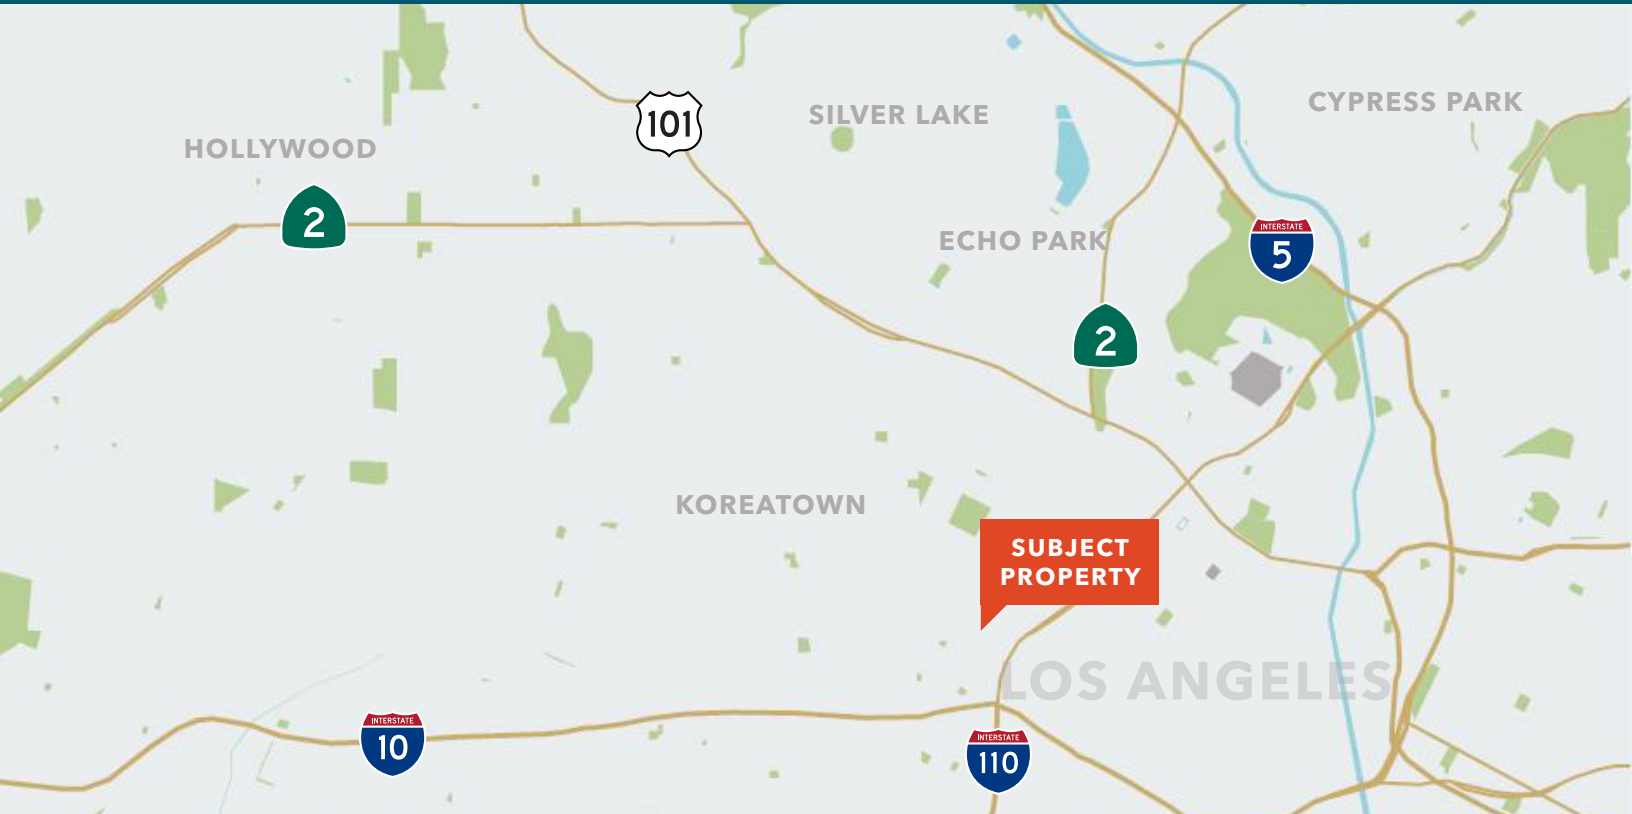 CYPRESS PARK
101
SILVER LAKE
HOLLYWOOD
2
ECHO PARK
INTERSTATE
5
2
KOREATOWN
SUBJECT
PROPERTY
LOS ANGELES
INTERSTATE
10
INTERSTATE
110